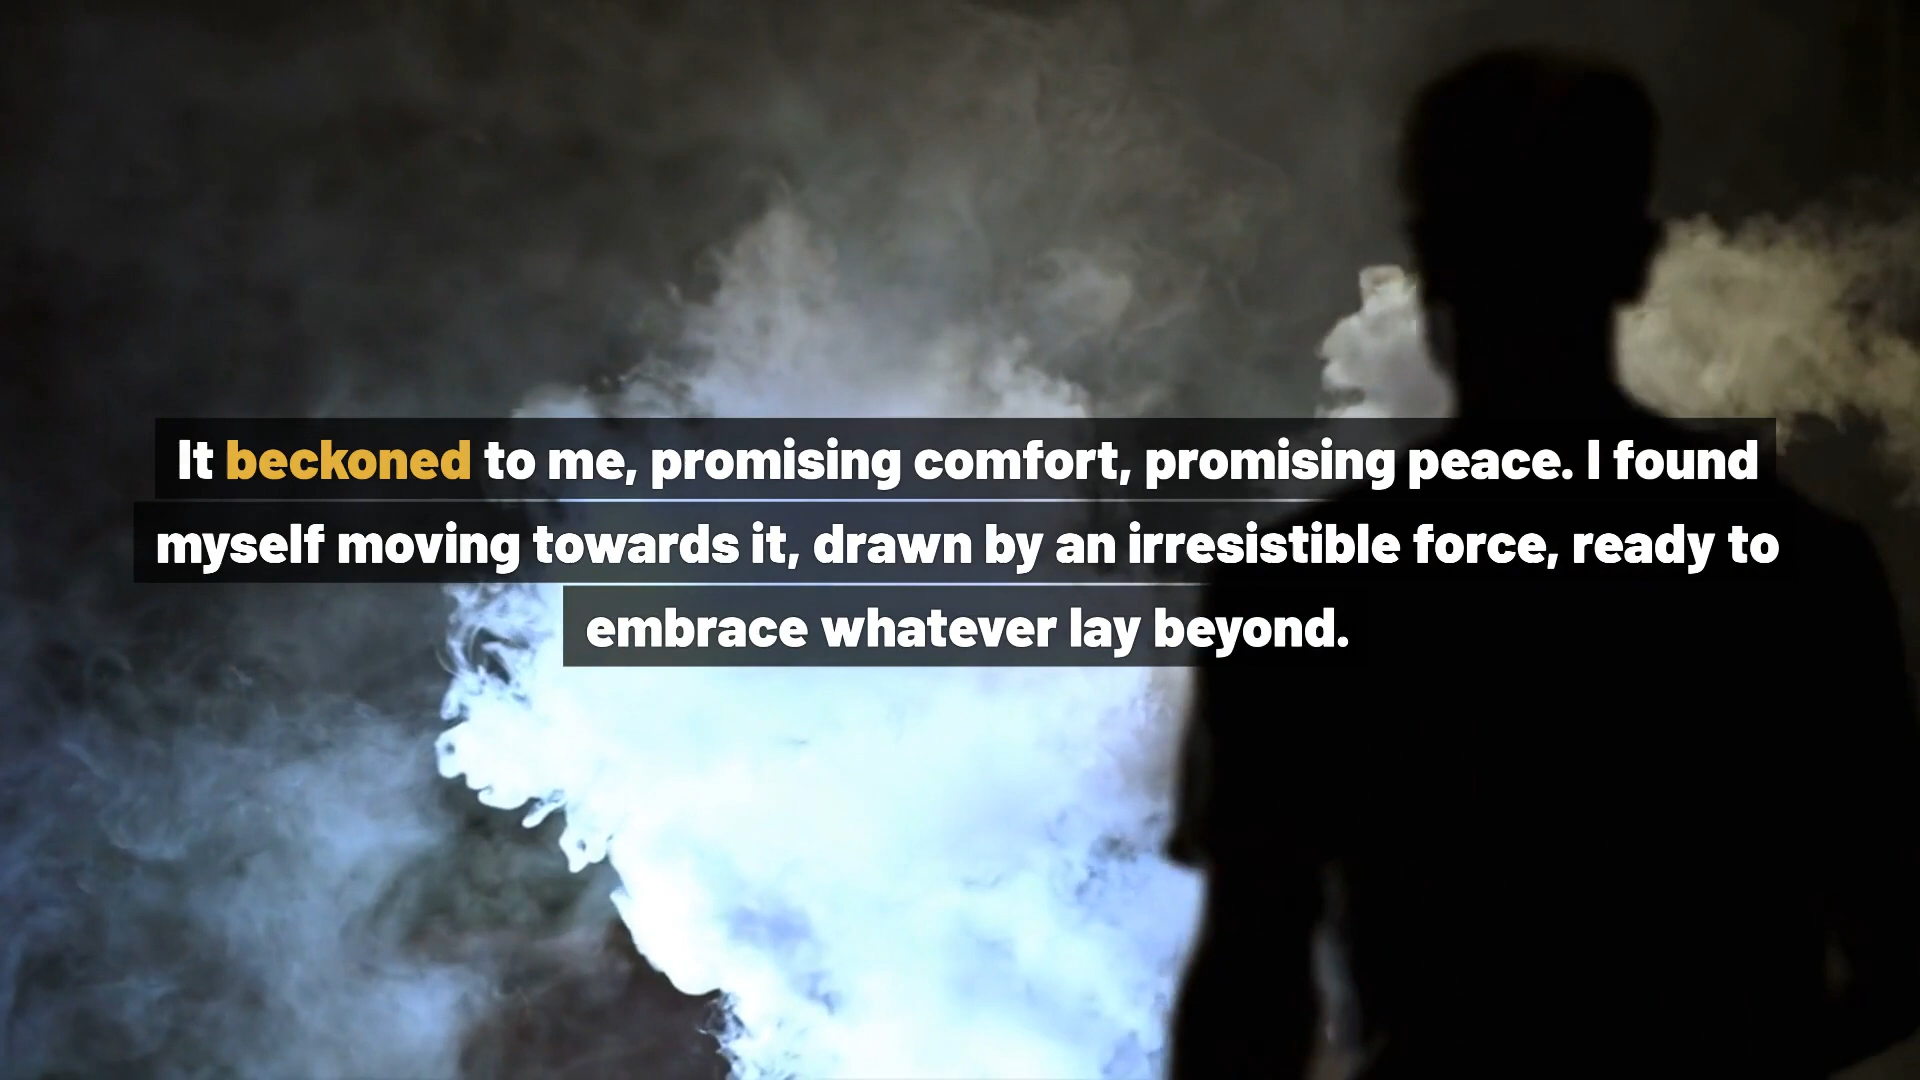 It beckoned to me, promising comfort, promising peace. I found
myself moving towards it, drawn by an irresistible force, ready to
embrace whatever lay beyond.